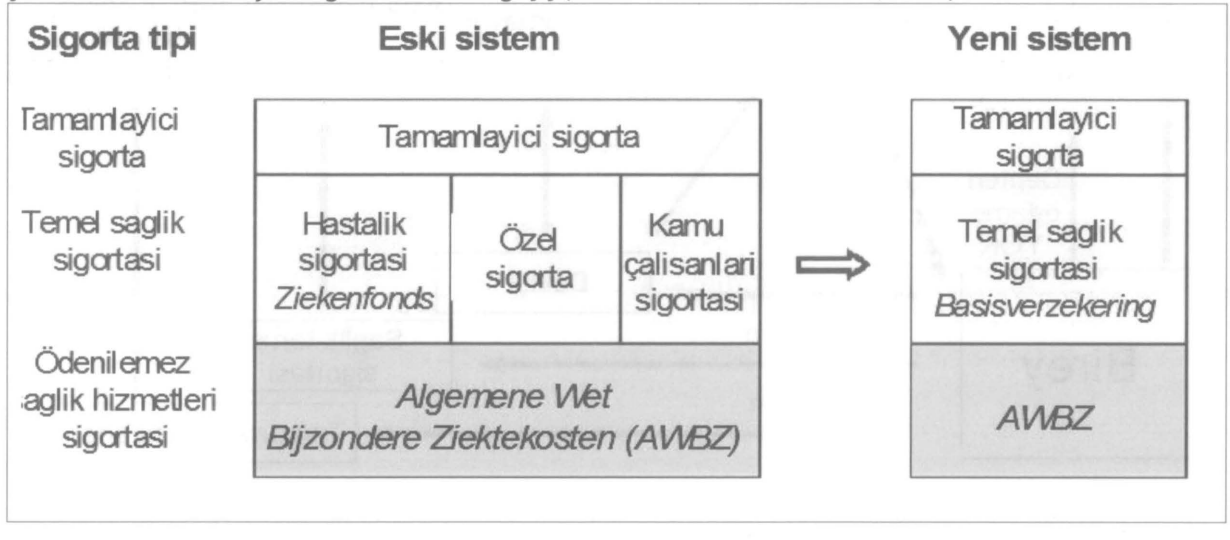 Sigorta tipi Eski sistem Yeni sistem
Tamamlayici
sigorta
Tamamlayici sigorta
Tamamlayici
sigorta
Temel saglik
sigortasi
Hastalik
sigortasi
Ziekenfonds
Özel
sigorta
Kamu
çalisanlari
sigortasi
Temel saglik
sigortasi
Basisverzekering
Ödenilemez
aglik hizmetleri
sigortasi
Algemene Wet
Bijzondere Ziektekosten (AWBZ)
AWBZ